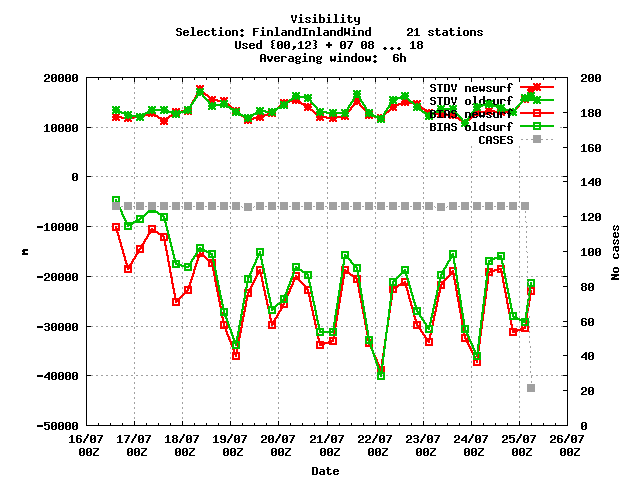 Visibility
Selection: FinlandInlandWind 21 stations
Used {00,12} + 07 08 ... 18
Averaging window: 6h
20000
10000
0
-10000
-20000
-30000
-40000
-50000
m
200
180
160
140
120
100
80
60
40
20
0
No cases
STDV newsurf
STDV oldsurf
BIAS newsurf
BIAS oldsurf
CASES
16/07 17/07 18/07 19/07 20/07 21/07 22/07 23/07 24/07 25/07 26/07
00Z 00Z 00Z 00Z 00Z 00Z 00Z 00Z 00Z 00Z 00Z
Date